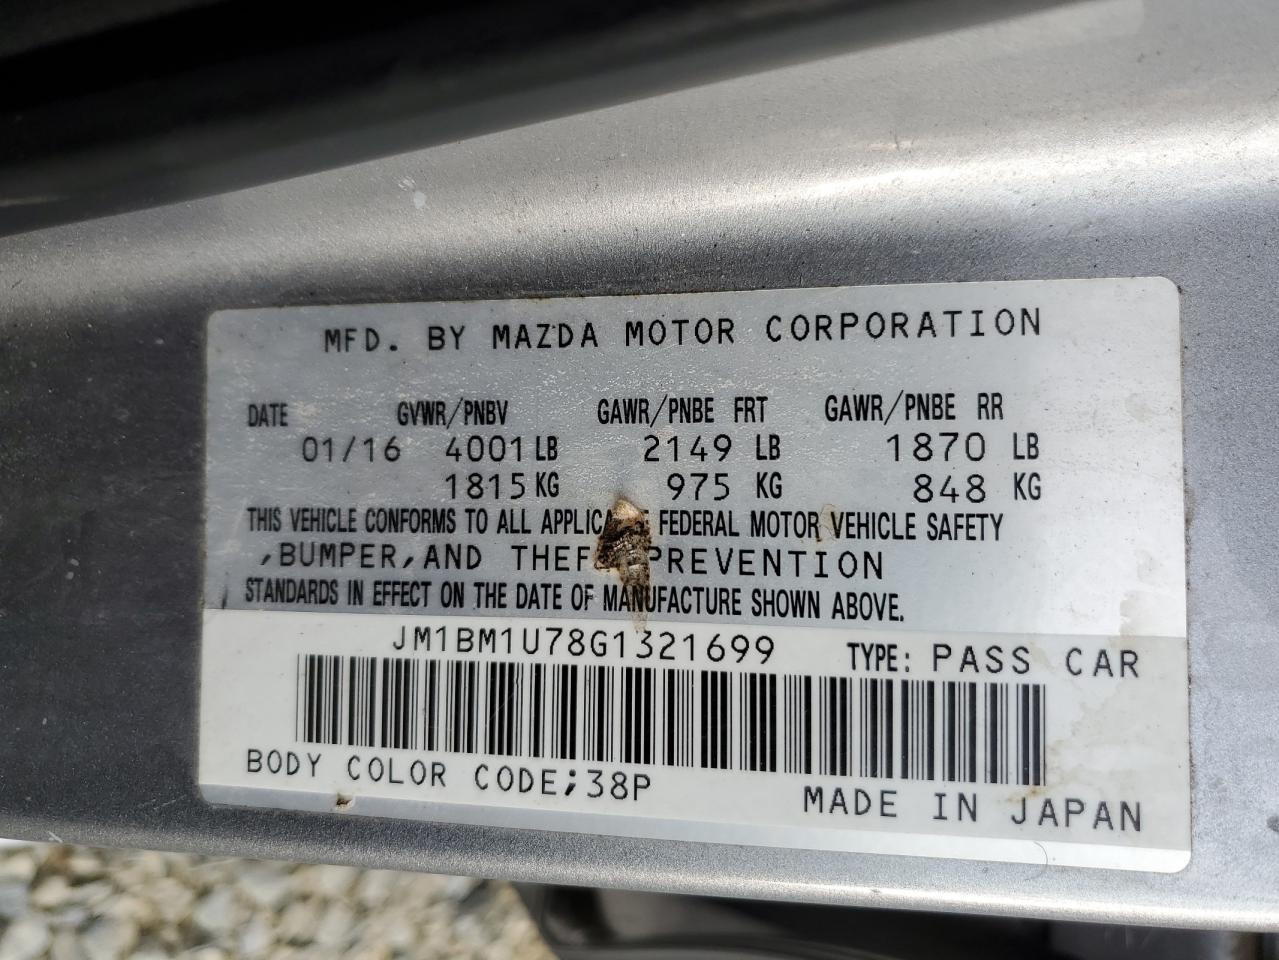 MFD. BY MAZDA MOTOR CORPORATION
DATE GVWR/PNBV GAWR/PNBE FRT GAWR/PNBE RR
01/16 4001 LB 2149 LB 1870 LB
1815 KG 975 KG 848 KG
THIS VEHICLE CONFORMS TO ALL FEDERAL MOTOR VEHICLE SAFETY
,BUMPER,AND PREVENTION
STANDARDS IN EFFECT ON THE DATE OF MANUFACTURE SHOWN ABOVE.
JM1BM1U78G1321699 TYPE: PASS CAR
BODY COLOR CODE;38P
MADE IN JAPAN